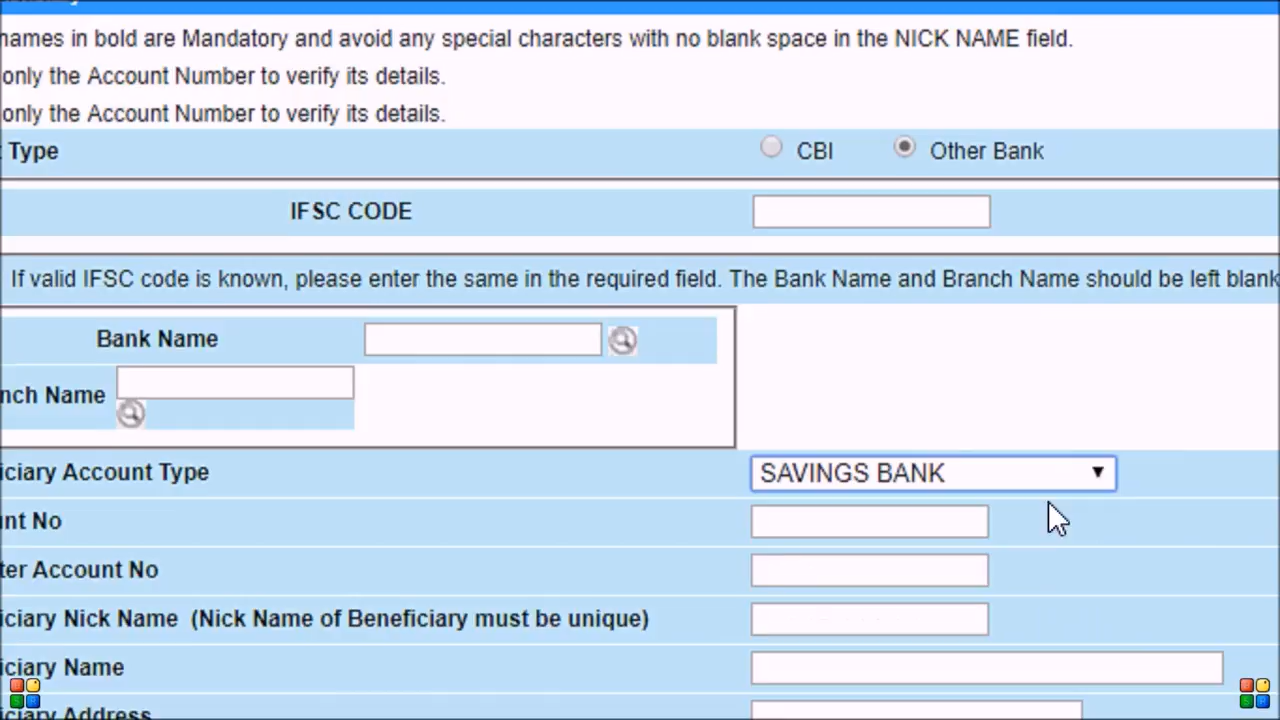 names in bold are Mandatory and avoid any special characters with no blank space in the NICK NAME field.
only the Account Number to verify its details.
only the Account Number to verify its details.
Type CBI Other Bank
IFSC CODE
If valid IFSC code is known, please enter the same in the required field. The Bank Name and Branch Name should be left blank
Bank Name
nch Name
iciary Account Type SAVINGS BANK
unt No
ter Account No
iciary Nick Name (Nick Name of Beneficiary must be unique)
iciary Name
iciary Address